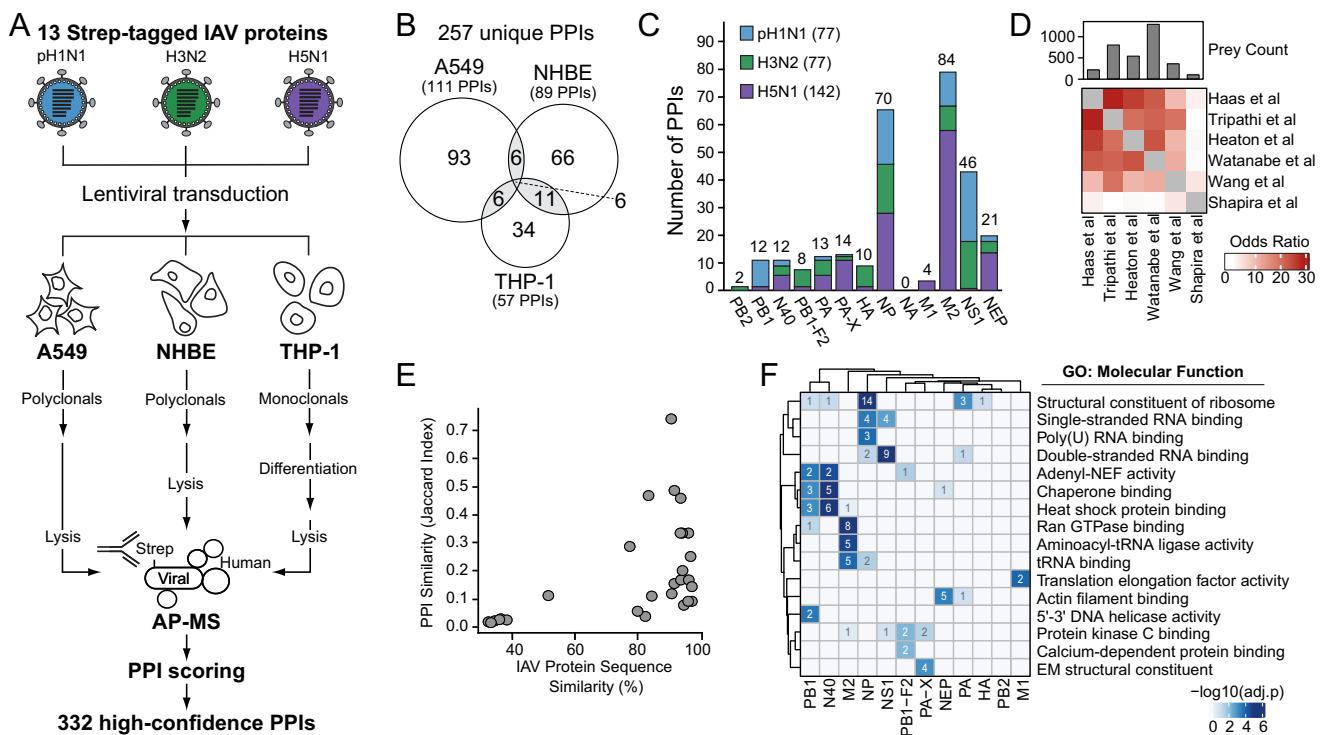 A
13 Strep-tagged IAV proteins
pH1N1
H3N2
H5N1
Lentiviral transduction
A549
NHBE
THP-1
Polyclonals
Polyclonals
Monoclonals
Differentiation
Lysis
Lysis
Lysis
Strep
Viral
Human
AP-MS
PPI scoring
332 high-confidence PPIs
B
257 unique PPIs
A549
(111 PPIs)
NHBE
(89 PPIs)
93
6
66
6
11
6
34
THP-1
(57 PPIs)
C
Number of PPIs
90
80
70
60
50
40
30
20
10
0
pH1N1 (77)
H3N2 (77)
H5N1 (142)
2
12
12
8
13
14
10
70
0
4
84
46
21
PB2
PB1
N40
PB1-F2
PA
PA-X
HA
NP
NA
M1
M2
NS1
NEP
D
1000
500
0
Prey Count
Haas et al
Tripathi et al
Heaton et al
Watanabe et al
Wang et al
Shapira et al
Haas et al
Tripathi et al
Heaton et al
Watanabe et al
Wang et al
Shapira et al
Odds Ratio
0 10 20 30
E
PPI Similarity (Jaccard Index)
0.7
0.6
0.5
0.4
0.3
0.2
0.1
0.0
40 60 80 100
IAV Protein Sequence
Similarity (%)
F
GO: Molecular Function
1 1 14 3 1 Structural constituent of ribosome
4 4 Single-stranded RNA binding
3 Poly(U) RNA binding
2 9 1 Double-stranded RNA binding
2 2 1 Adenyl-NEF activity
3 5 1 Chaperone binding
3 6 1 Heat shock protein binding
1 8 Ran GTPase binding
5 Aminoacyl-tRNA ligase activity
5 2 tRNA binding
2 Translation elongation factor activity
5 1 Actin filament binding
2 5'-3' DNA helicase activity
1 1 2 2 Protein kinase C binding
2 Calcium-dependent protein binding
4 EM structural constituent
PB1
N40
M2
NP
NS1
PB1−F2
PA−X
NEP
PA
HA
PB2
M1
−log10(adj.p)
0 2 4 6